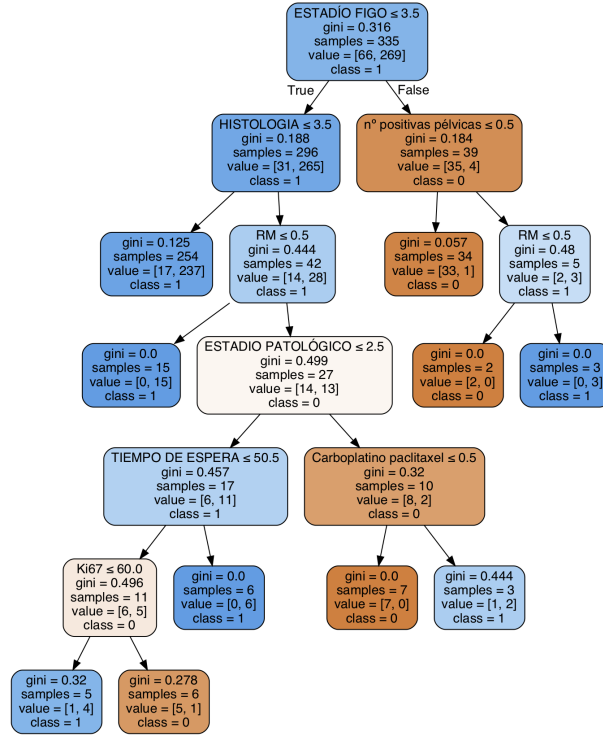 ESTADÍO FIGO ≤ 3.5
gini = 0.316
samples = 335
value = [66, 269]
class = 1
True
False
HISTOLOGIA ≤ 3.5
gini = 0.188
samples = 296
value = [31, 265]
class = 1
nº positivas pélvicas ≤ 0.5
gini = 0.184
samples = 39
value = [35, 4]
class = 0
gini = 0.125
samples = 254
value = [17, 237]
class = 1
RM ≤ 0.5
gini = 0.444
samples = 42
value = [14, 28]
class = 1
gini = 0.057
samples = 34
value = [33, 1]
class = 0
RM ≤ 0.5
gini = 0.48
samples = 5
value = [2, 3]
class = 1
gini = 0.0
samples = 15
value = [0, 15]
class = 1
ESTADIO PATOLÓGICO ≤ 2.5
gini = 0.499
samples = 27
value = [14, 13]
class = 0
gini = 0.0
samples = 2
value = [2, 0]
class = 0
gini = 0.0
samples = 3
value = [0, 3]
class = 1
TIEMPO DE ESPERA ≤ 50.5
gini = 0.457
samples = 17
value = [6, 11]
class = 1
Carboplatino paclitaxel ≤ 0.5
gini = 0.32
samples = 10
value = [8, 2]
class = 0
Ki67 ≤ 60.0
gini = 0.496
samples = 11
value = [6, 5]
class = 0
gini = 0.0
samples = 6
value = [0, 6]
class = 1
gini = 0.0
samples = 7
value = [7, 0]
class = 0
gini = 0.444
samples = 3
value = [1, 2]
class = 1
gini = 0.32
samples = 5
value = [1, 4]
class = 1
gini = 0.278
samples = 6
value = [5, 1]
class = 0